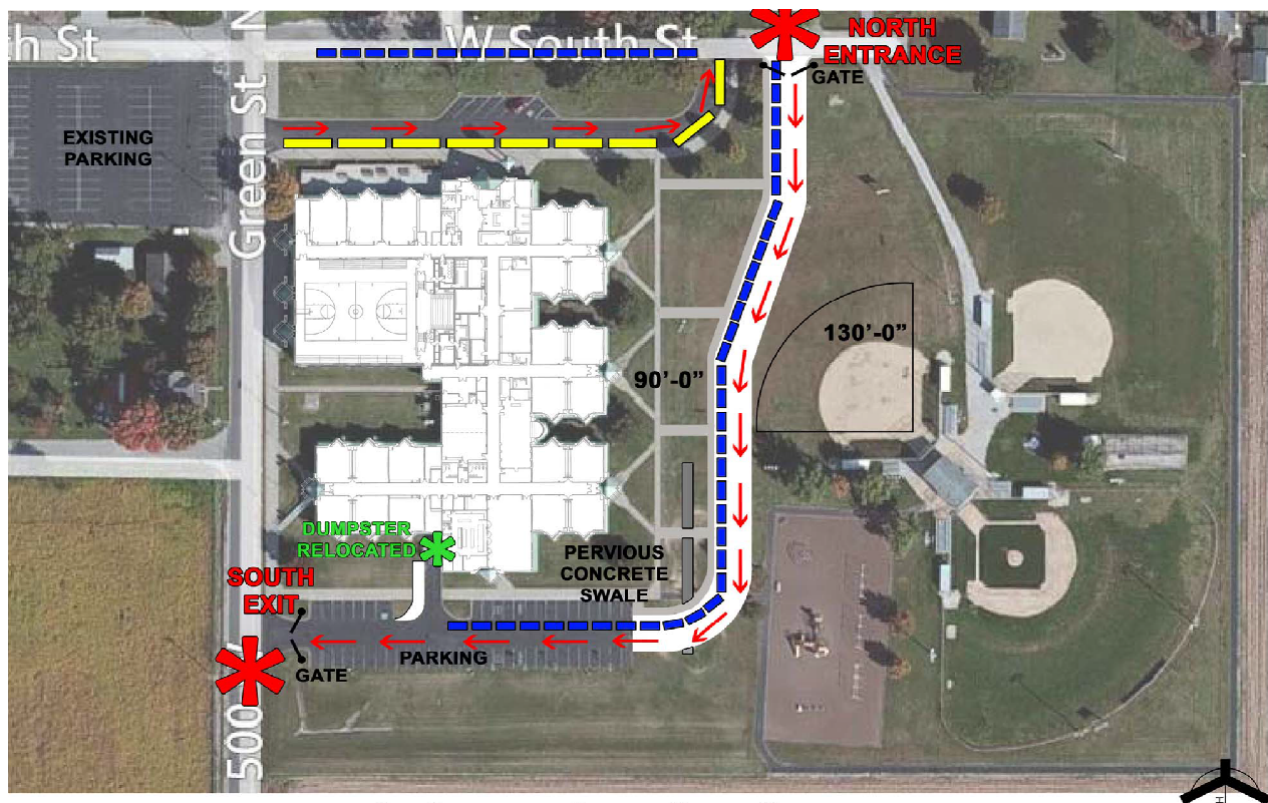 th St
W South St
NORTH
ENTRANCE
GATE
EXISTING
PARKING
Green St
N
130'-0"
90'-0"
DUMPSTER
RELOCATED
PERVIOUS
CONCRETE
SWALE
SOUTH
EXIT
PARKING
GATE
500